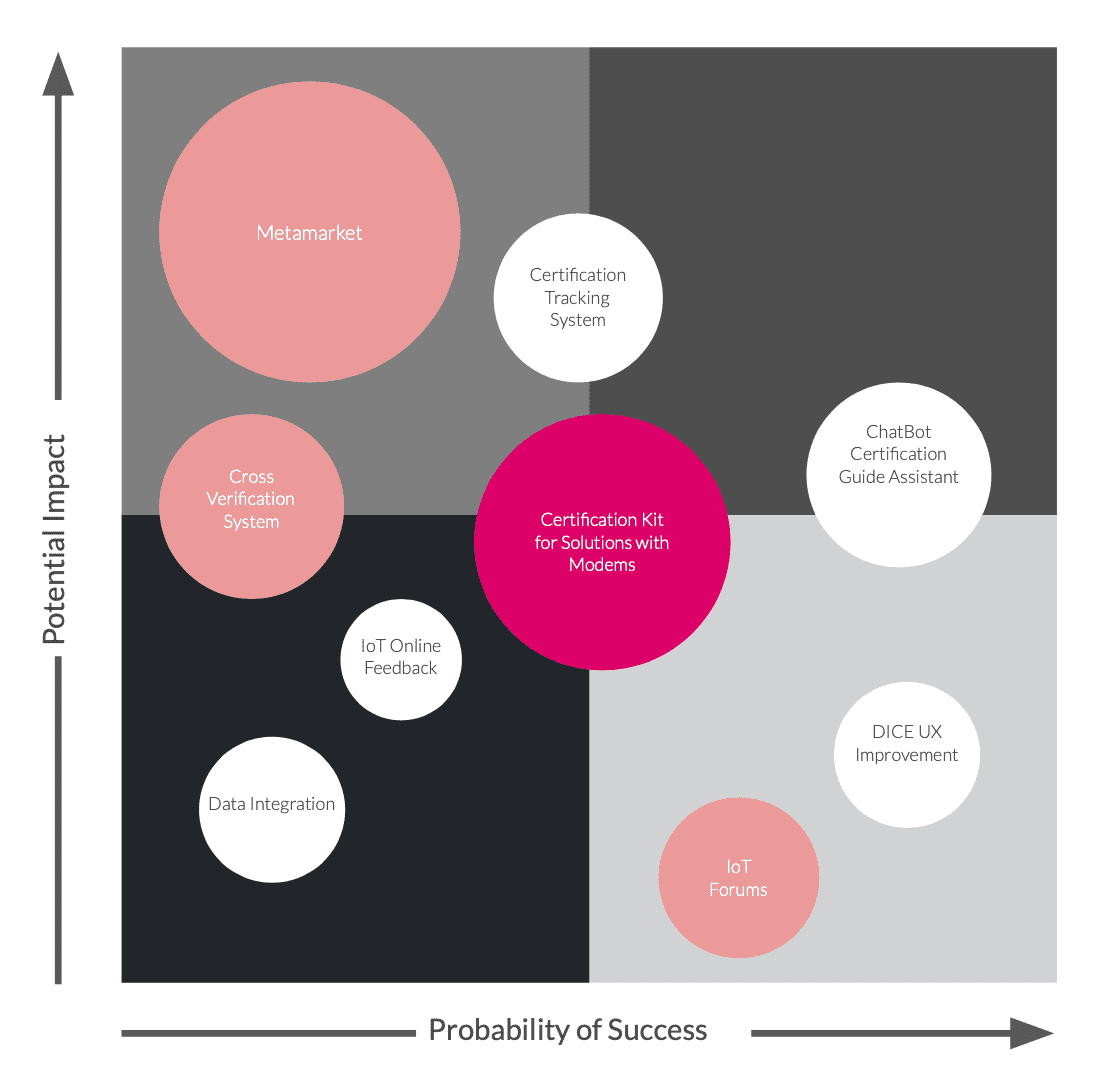 Metamarket
Certification
Tracking
System
ChatBot
Certification
Guide Assistant
Cross
Verification
System
Certification Kit
for Solutions with
Modems
IoT Online
Feedback
DICE UX
Improvement
Data Integration
IoT
Forums
Potential Impact
Probability of Success